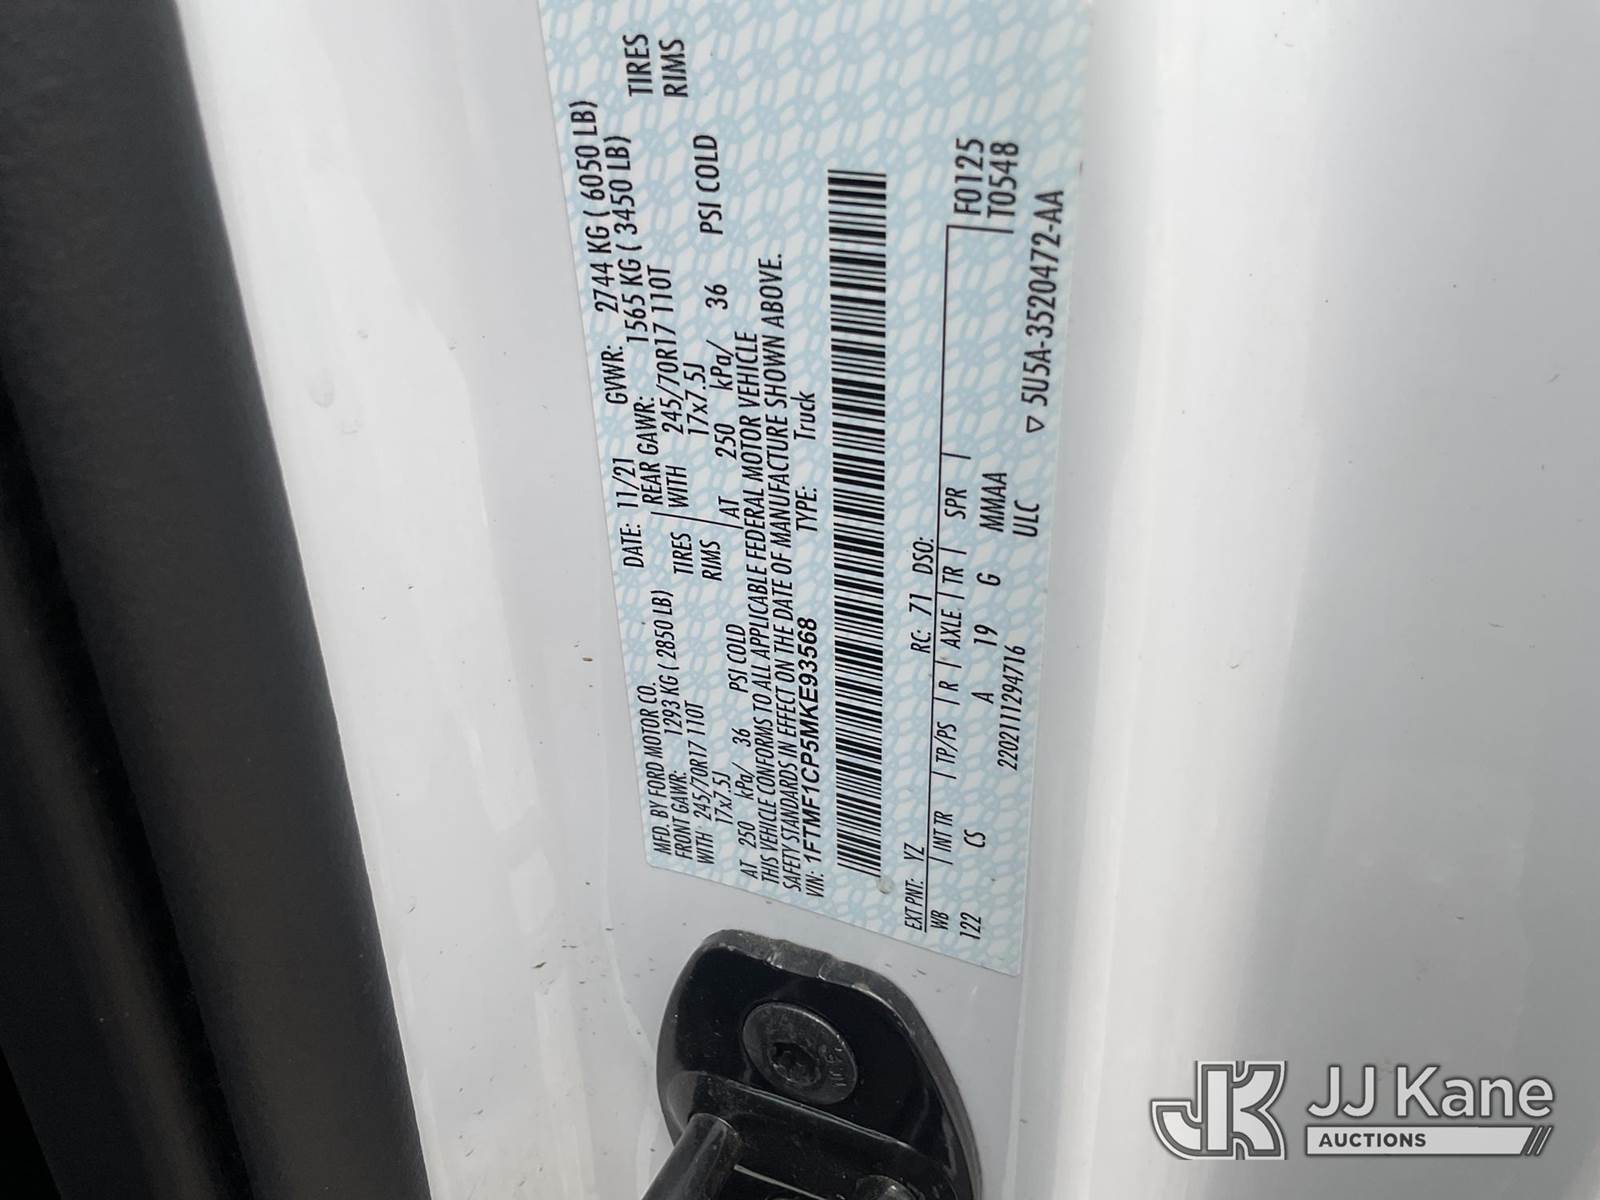 MFD. BY FORD MOTOR CO. DATE: 11/21 GVWR: 2744 KG ( 6050 LB)
FRONT GAWR: 1293 KG ( 2850 LB) REAR GAWR: 1565 KG ( 3450 LB)
WITH 245/70R17 110T TIRES WITH 245/70R17 110T TIRES
17x7.5J RIMS 17x7.5J RIMS
AT 250 kPa/ 36 PSI COLD AT 250 kPa/ 36 PSI COLD
THIS VEHICLE CONFORMS TO ALL APPLICABLE FEDERAL MOTOR VEHICLE
SAFETY STANDARDS IN EFFECT ON THE DATE OF MANUFACTURE SHOWN ABOVE.
VIN: 1FTMF1CP5MKE93568 TYPE: Truck
EXT PNT: YZ RC: 71 DSO: F0125
WB INT TR TP/PS R AXLE TR SPR T0548
122 CS A 19 G MMAA
2202111294716 ULC ▽ 5U5A-3520472-AA
JK JJ Kane
AUCTIONS